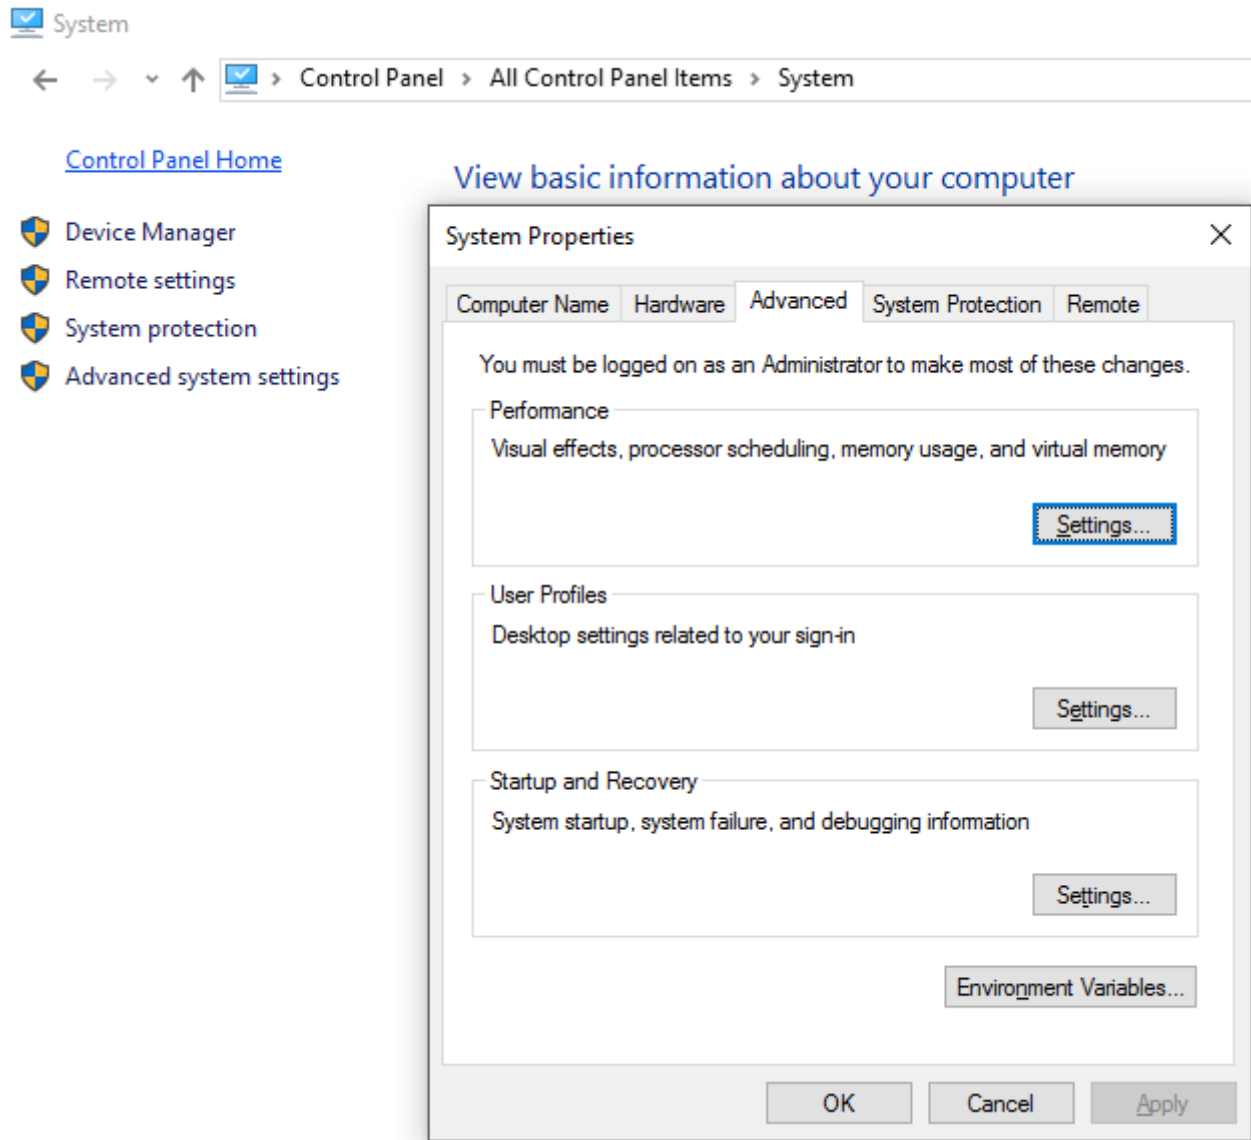 System
Control Panel > All Control Panel Items > System
Control Panel Home
Device Manager
Remote settings
System protection
Advanced system settings
View basic information about your computer
System Properties
Computer Name Hardware Advanced System Protection Remote
You must be logged on as an Administrator to make most of these changes.
Performance
Visual effects, processor scheduling, memory usage, and virtual memory
Settings...
User Profiles
Desktop settings related to your sign-in
Settings...
Startup and Recovery
System startup, system failure, and debugging information
Settings...
Environment Variables...
OK Cancel Apply